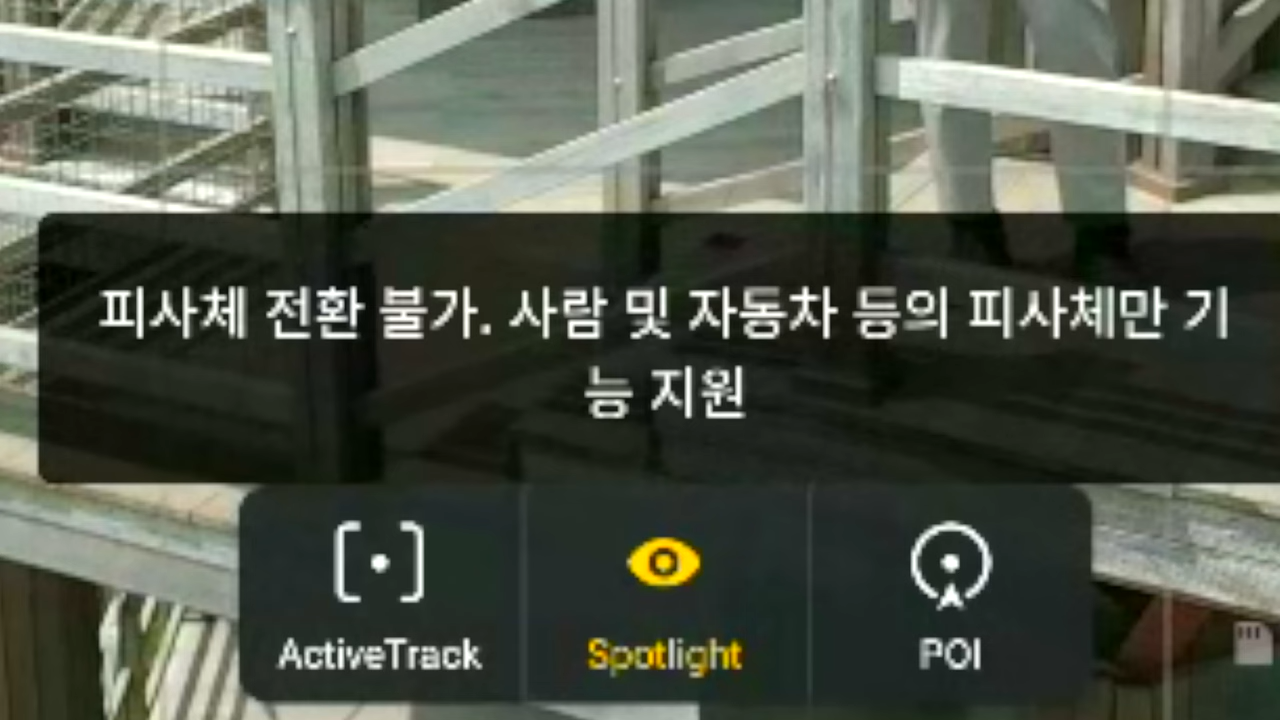 피사체 전환 불가. 사람 및 자동차 등의 피사체만 기
능 지원
ActiveTrack
Spotlight
POI